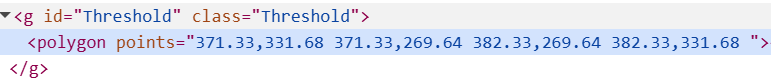 ▼<g id="Threshold" class="Threshold">
<polygon points="371.33,331.68 371.33,269.64 382.33,269.64 382.33,331.68 ">
</g>